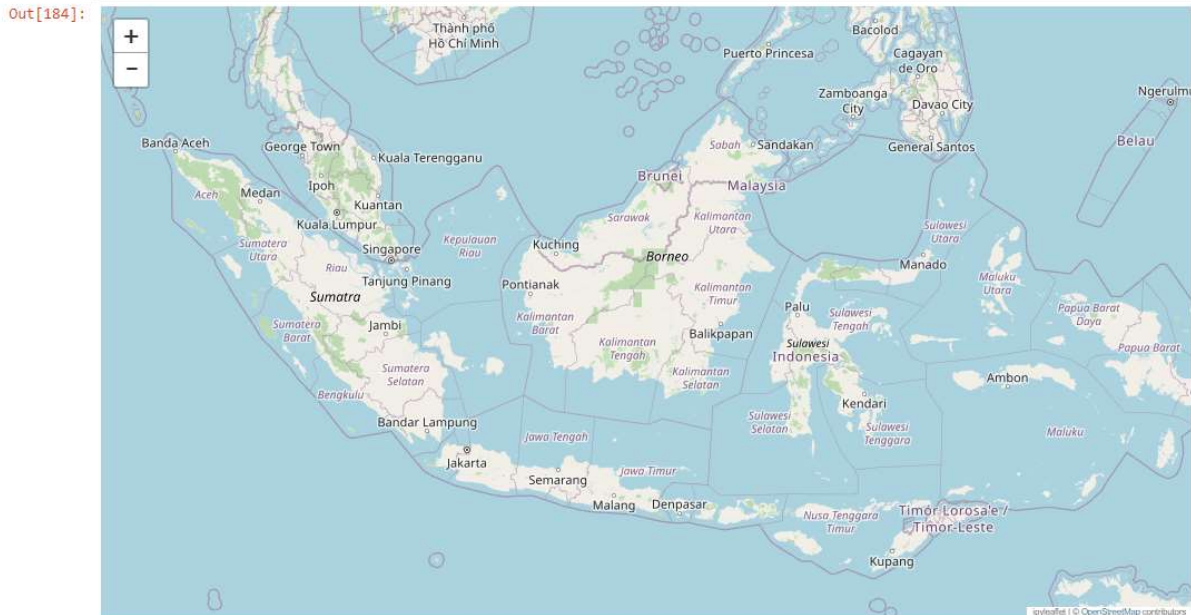 Out[184]:
+
−
Thành phố
Hồ Chí Minh
Bacolod
Puerto Princesa
Cagayan
de Oro
Zamboanga
City
Davao City
General Santos
Ngerulmu
Belau
Banda Aceh
George Town
Kuala Terengganu
Ipoh
Kuantan
Kuala Lumpur
Aceh
Medan
Sumatera
Utara
Singapore
Riau
Tanjung Pinang
Kepulauan
Riau
Sumatra
Jambi
Sumatera
Barat
Sumatera
Selatan
Bengkulu
Bandar Lampung
Sabah
Sandakan
Brunei
Malaysia
Sarawak
Kalimantan
Utara
Kuching
Borneo
Pontianak
Kalimantan
Timur
Kalimantan
Barat
Balikpapan
Kalimantan
Tengah
Kalimantan
Selatan
Sulawesi
Utara
Manado
Maluku
Utara
Palu
Sulawesi
Tengah
Sulawesi
Indonesia
Papua Barat
Daya
Papua Barat
Ambon
Kendari
Sulawesi
Selatan
Sulawesi
Tenggara
Maluku
Jakarta
Jawa Tengah
Semarang
Jawa Timur
Malang
Denpasar
Nusa Tenggara
Timur
Timór Lorosa'e /
Timor-Leste
Kupang
ipyleaflet | © OpenStreetMap contributors